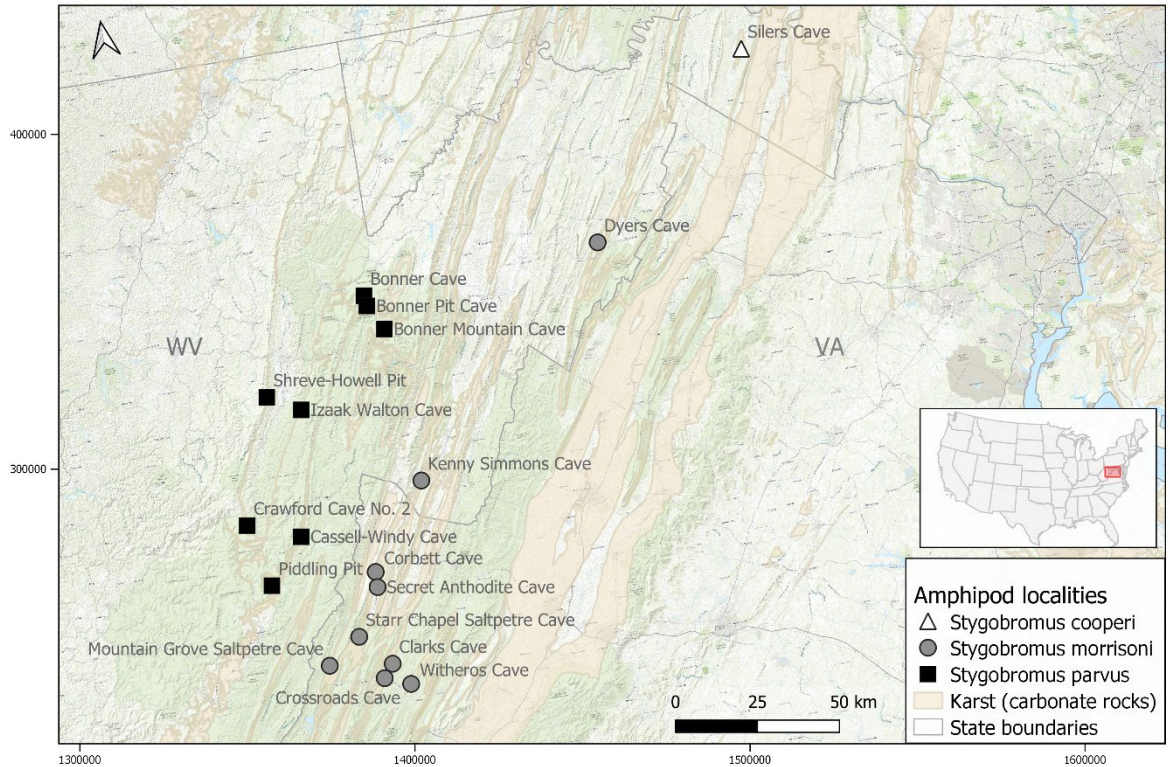 Silers Cave
400000
Dyers Cave
Bonner Cave
Bonner Pit Cave
Bonner Mountain Cave
WV
VA
Shreve-Howell Pit
Izaak Walton Cave
300000
Kenny Simmons Cave
Crawford Cave No. 2
Cassell-Windy Cave
Corbett Cave
Piddling Pit
Secret Anthodite Cave
Starr Chapel Saltpetre Cave
Mountain Grove Saltpetre Cave
Clarks Cave
Witheros Cave
Crossroads Cave
0 25 50 km
Amphipod localities
Stygobromus cooperi
Stygobromus morrisoni
Stygobromus parvus
Karst (carbonate rocks)
State boundaries
1300000 1400000 1500000 1600000